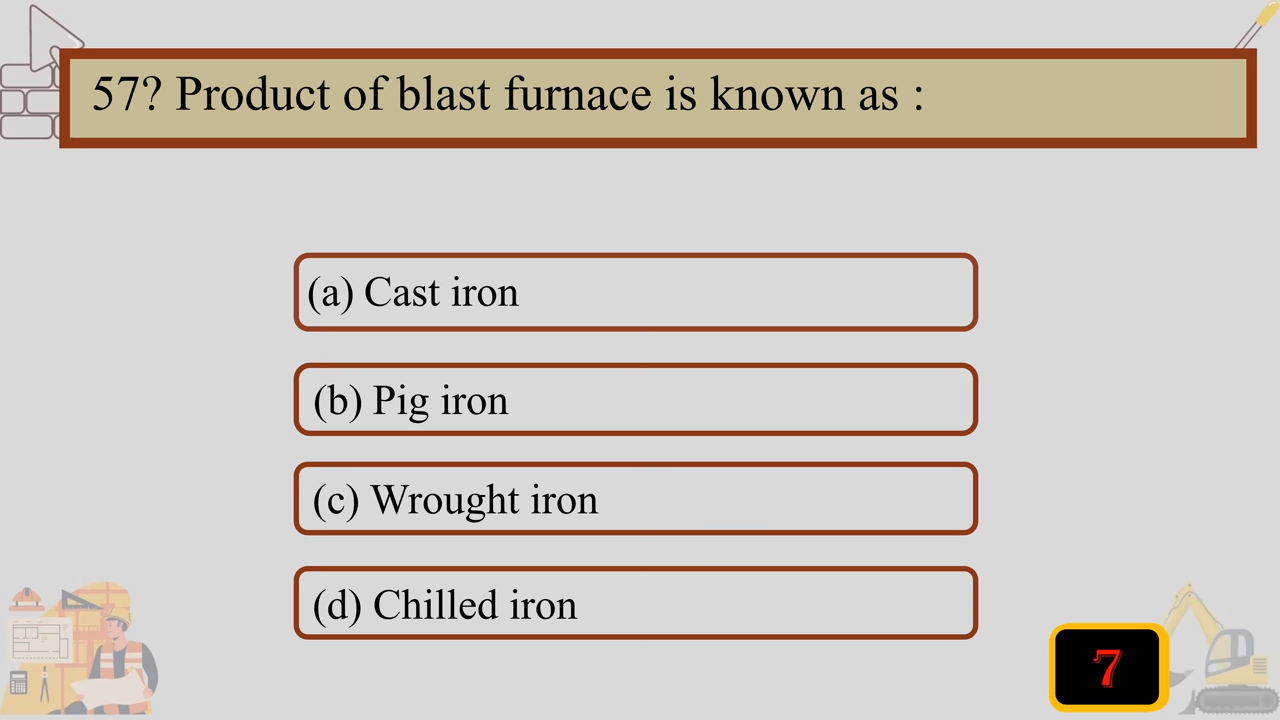 57? Product of blast furnace is known as :
(a) Cast iron
(b) Pig iron
(c) Wrought iron
(d) Chilled iron
7